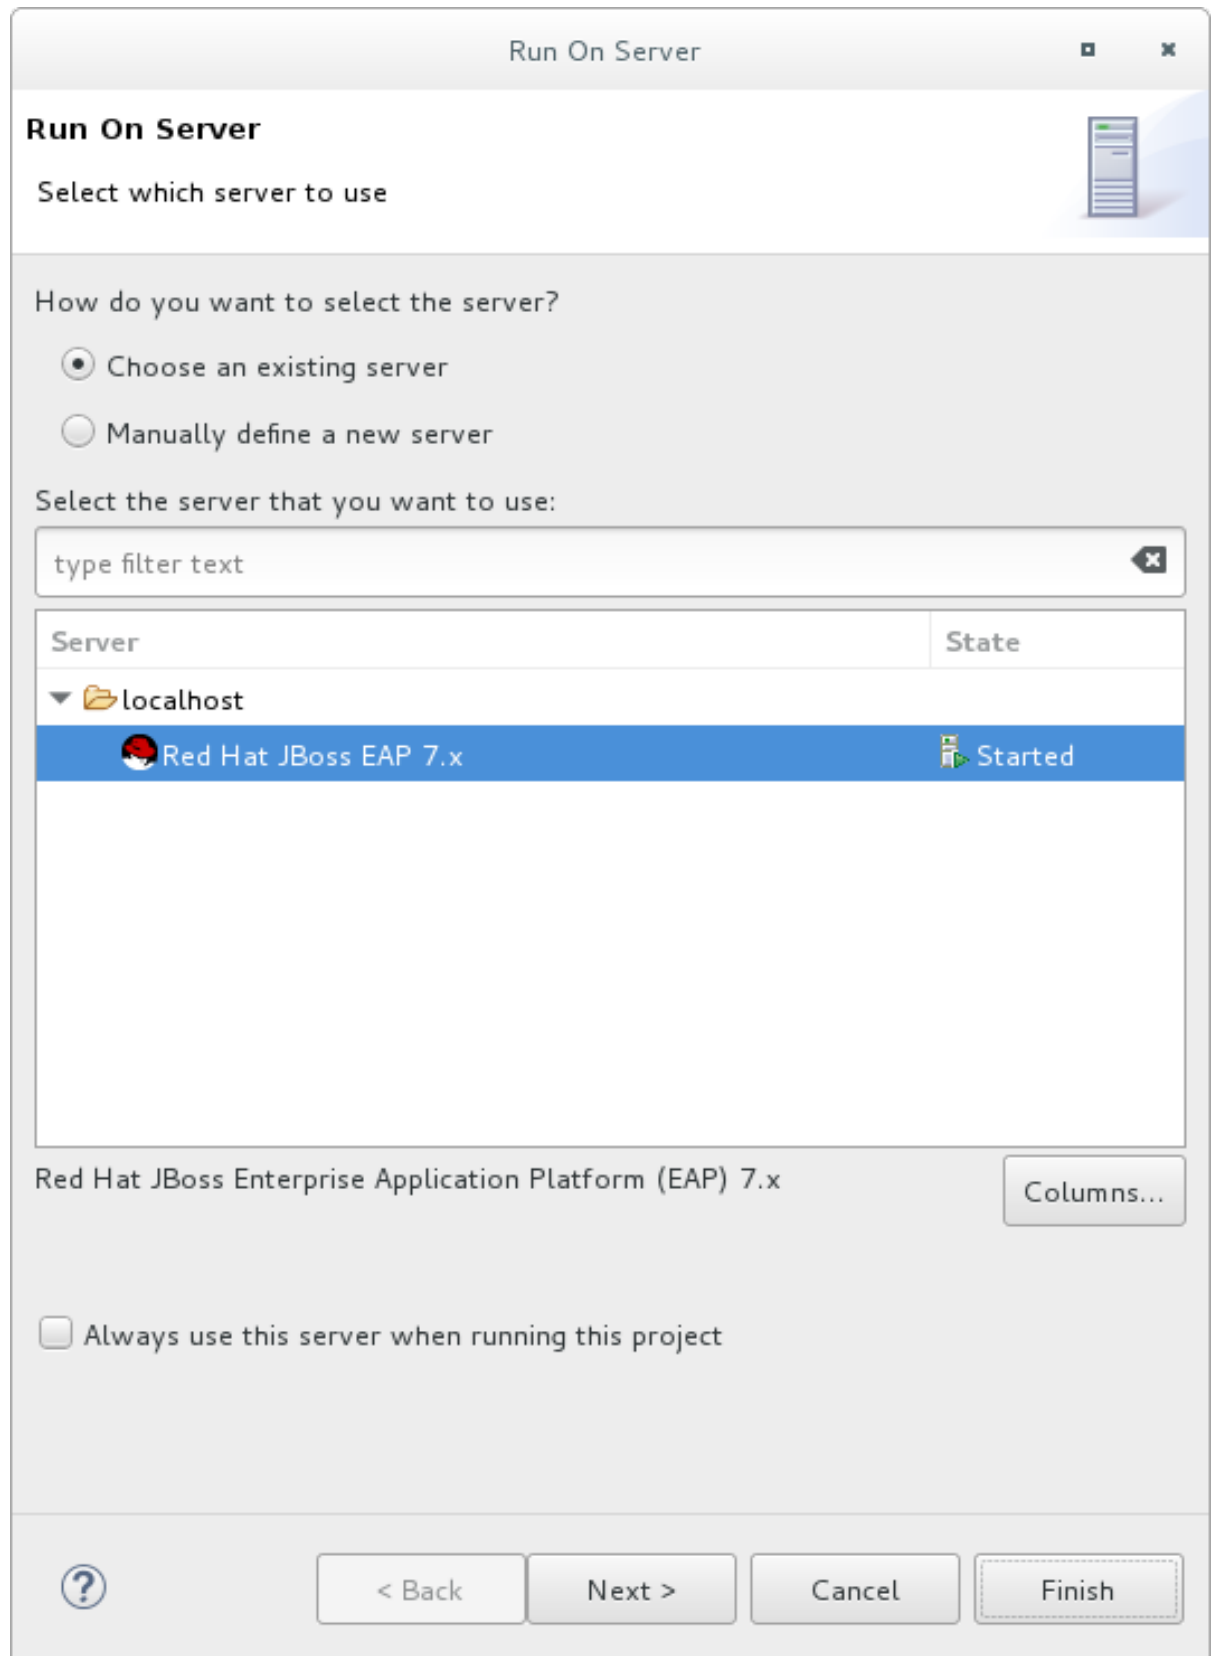 Run On Server
Run On Server
Select which server to use
How do you want to select the server?
Choose an existing server
Manually define a new server
Select the server that you want to use:
type filter text
Server State
localhost
Red Hat JBoss EAP 7.x Started
Red Hat JBoss Enterprise Application Platform (EAP) 7.x
Columns...
Always use this server when running this project
? < Back Next > Cancel Finish